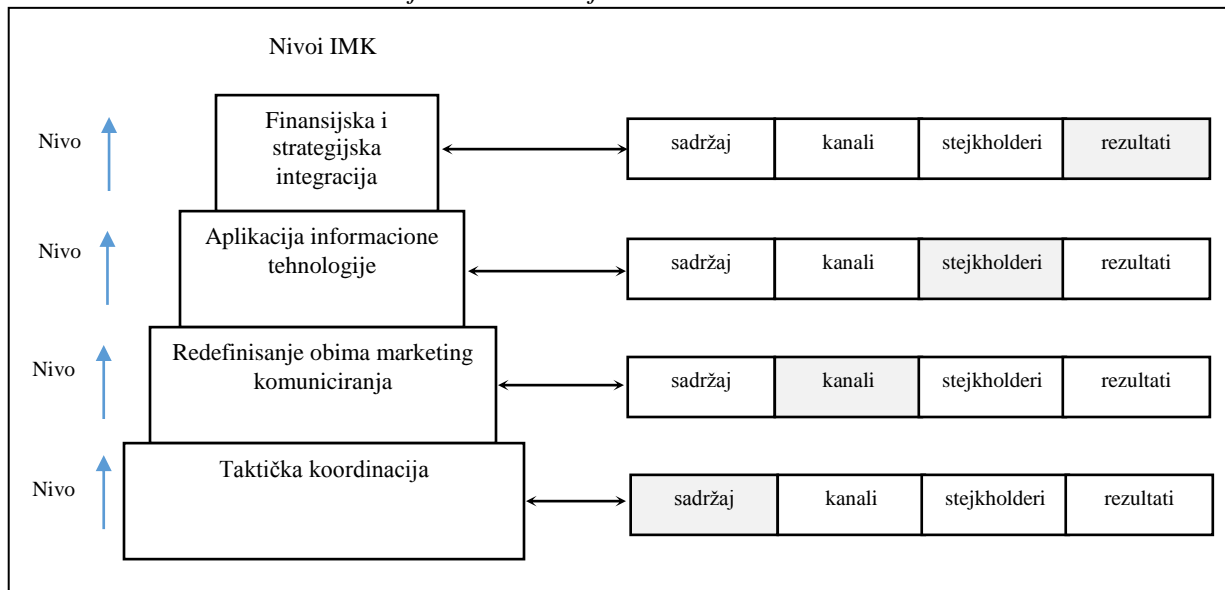 Nivoi IMK
Nivo
Finansijska i
strategijska
integracija
sadržaj kanali stejkholderi rezultati
Nivo
Aplikacija informacione
tehnologije
sadržaj kanali stejkholderi rezultati
Nivo
Redefinisanje obima marketing
komuniciranja
sadržaj kanali stejkholderi rezultati
Nivo
Taktička koordinacija
sadržaj kanali stejkholderi rezultati